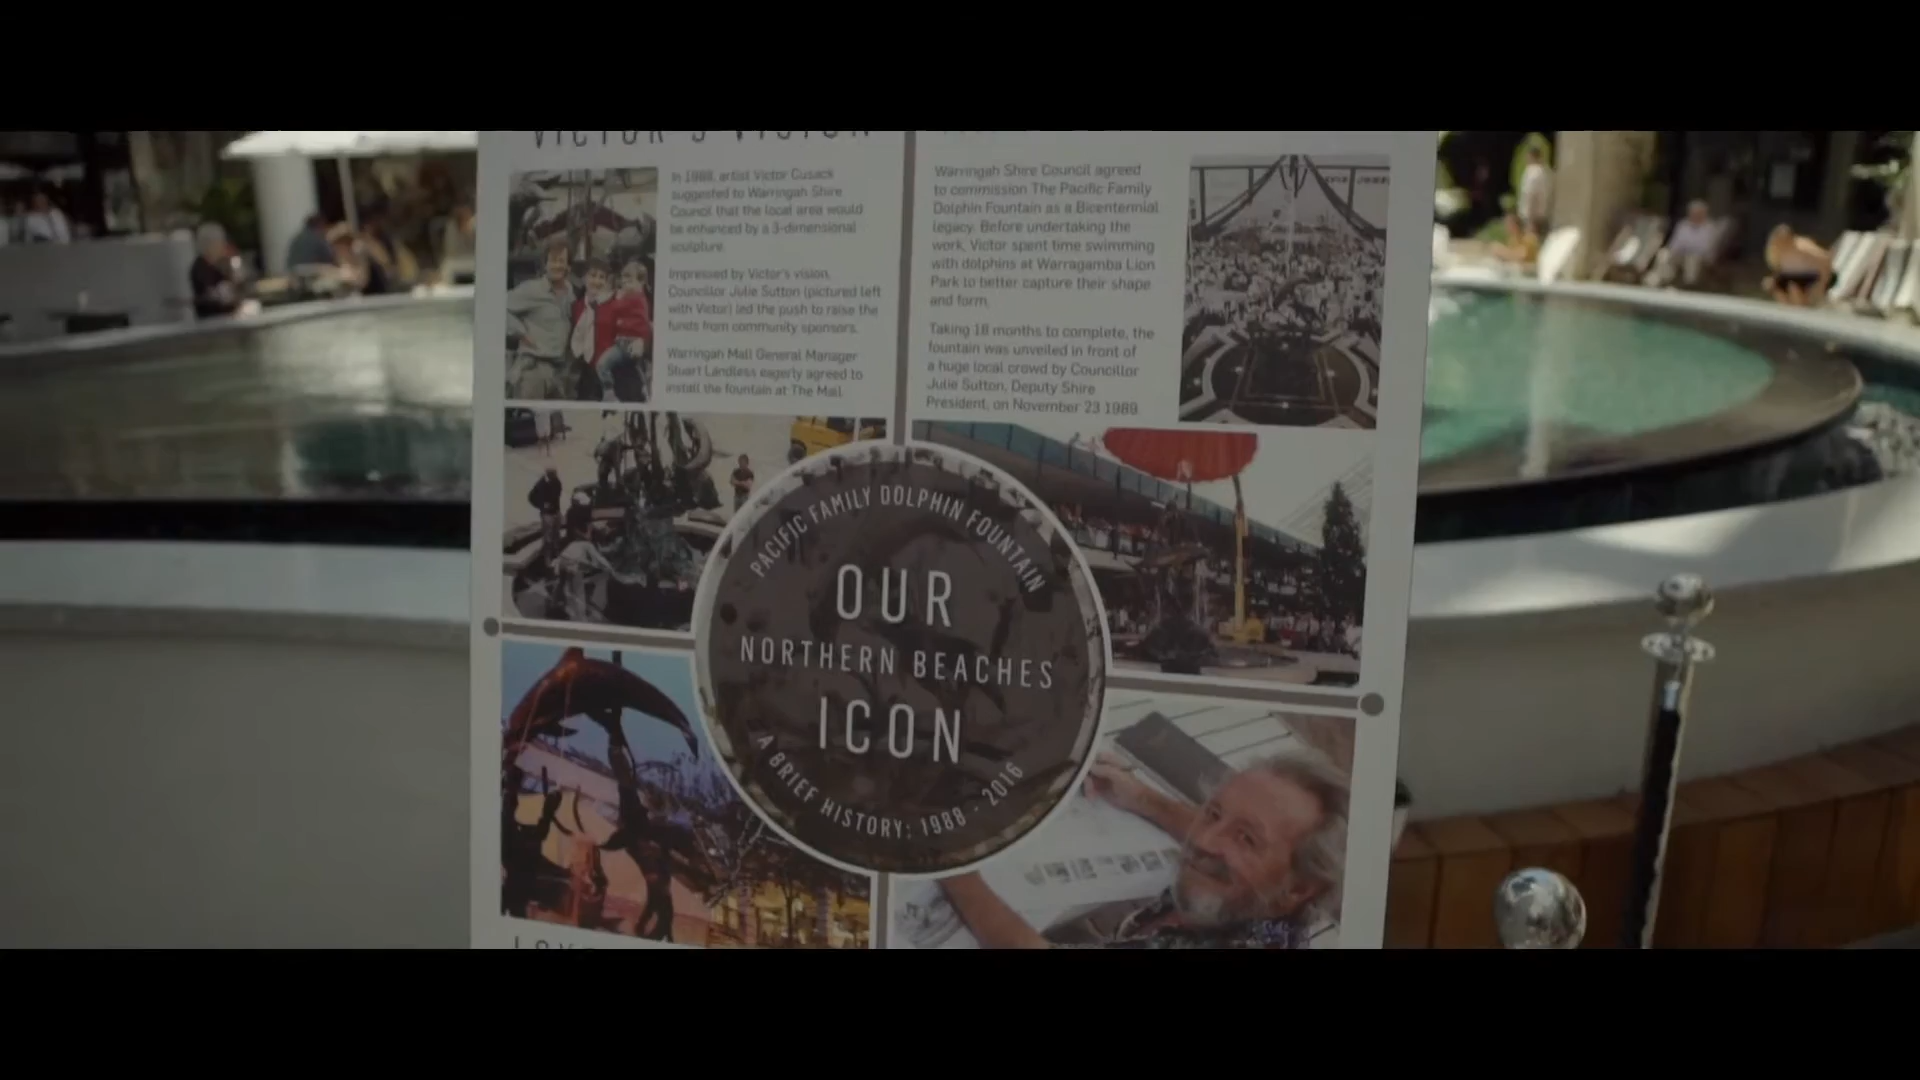 VICTOR'S VISION
In 1988, artist Victor Cusack
suggested to Warringah Shire
Council that the local area would
be enhanced by a 3-dimensional
sculpture.
Impressed by Victor's vision,
Councillor Julie Sutton (pictured left
with Victor) led the push to raise the
funds from community sponsors.
Warringah Mall General Manager
Stuart Landless eagerly agreed to
install the fountain at The Mall.
Warringah Shire Council agreed
to commission The Pacific Family
Dolphin Fountain as a Bicentennial
legacy. Before undertaking the
work, Victor spent time swimming
with dolphins at Warragamba Lion
Park to better capture their shape
and form.
Taking 18 months to complete, the
fountain was unveiled in front of
a huge local crowd by Councillor
Julie Sutton, Deputy Shire
President, on November 23 1989.
PACIFIC FAMILY DOLPHIN FOUNTAIN
OUR
NORTHERN BEACHES
ICON
A BRIEF HISTORY: 1988 - 2016